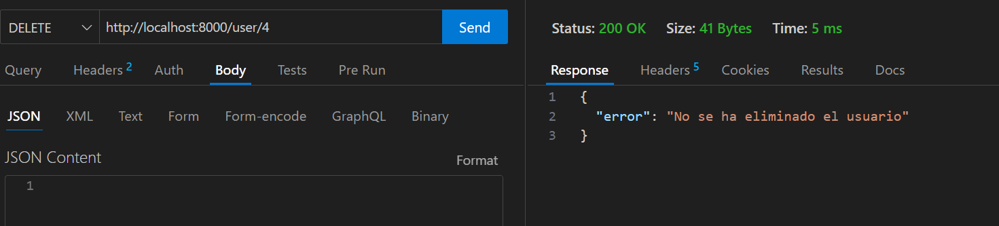 DELETE http://localhost:8000/user/4 Send
Query Headers 2 Auth Body Tests Pre Run
JSON XML Text Form Form-encode GraphQL Binary
JSON Content Format
1
Status: 200 OK Size: 41 Bytes Time: 5 ms
Response Headers 5 Cookies Results Docs
1 {
2 "error": "No se ha eliminado el usuario"
3 }